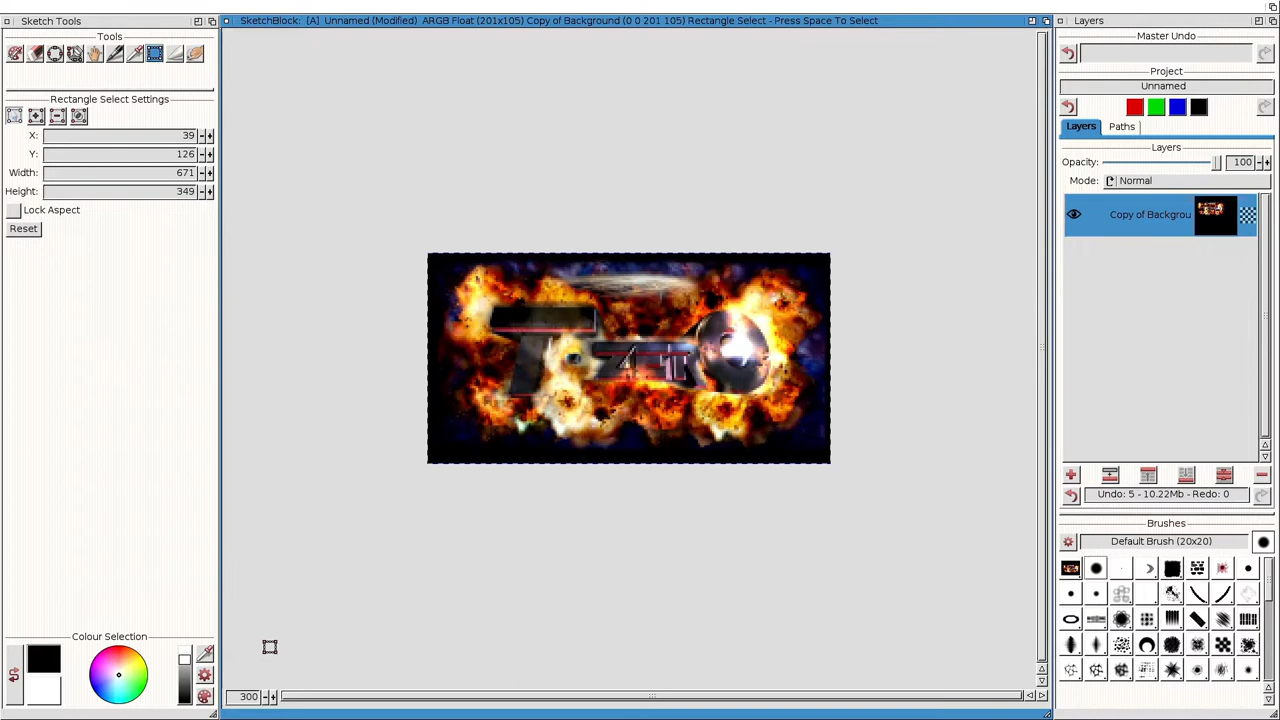 Sketch Tools
SketchBlock: [A] Unnamed (Modified) ARGB Float (201x105) Copy of Background (0 0 201 105) Rectangle Select - Press Space To Select
Layers
Tools
Master Undo
Project
Unnamed
Rectangle Select Settings
X: 39
Y: 126
Width: 671
Height: 349
Lock Aspect
Reset
Layers
Paths
Layers
Opacity: 100
Mode: Normal
Copy of Backgrou
Undo: 5 - 10.22Mb - Redo: 0
Brushes
Default Brush (20x20)
Colour Selection
300